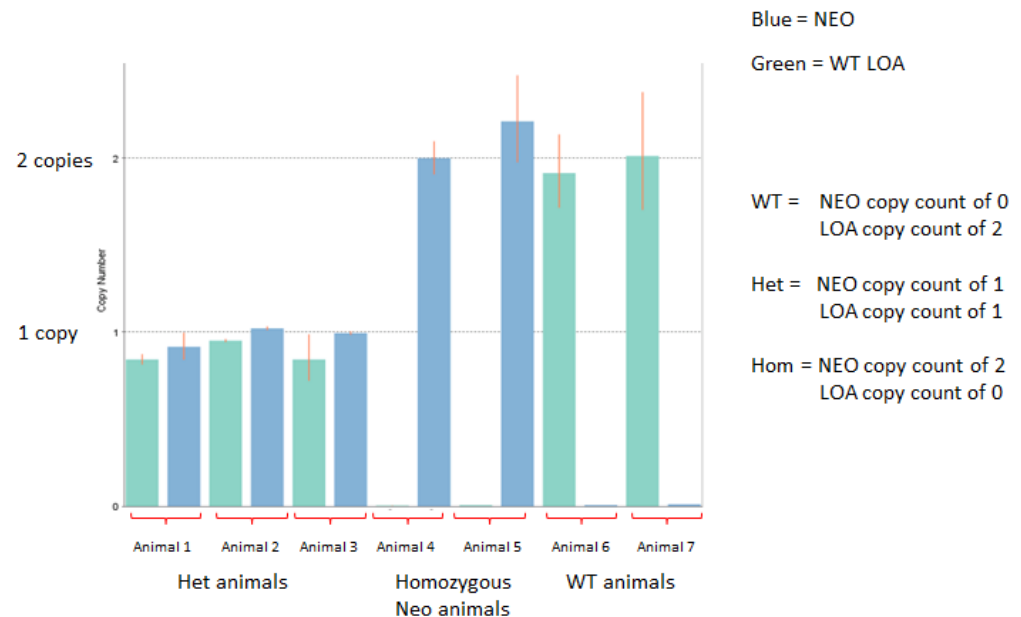 Blue = NEO
Green = WT LOA
2 copies
2
WT = NEO copy count of 0
LOA copy count of 2
Copy Number
Het = NEO copy count of 1
LOA copy count of 1
1 copy
1
Hom = NEO copy count of 2
LOA copy count of 0
0
Animal 1 Animal 2 Animal 3 Animal 4 Animal 5 Animal 6 Animal 7
Het animals
Homozygous
Neo animals
WT animals